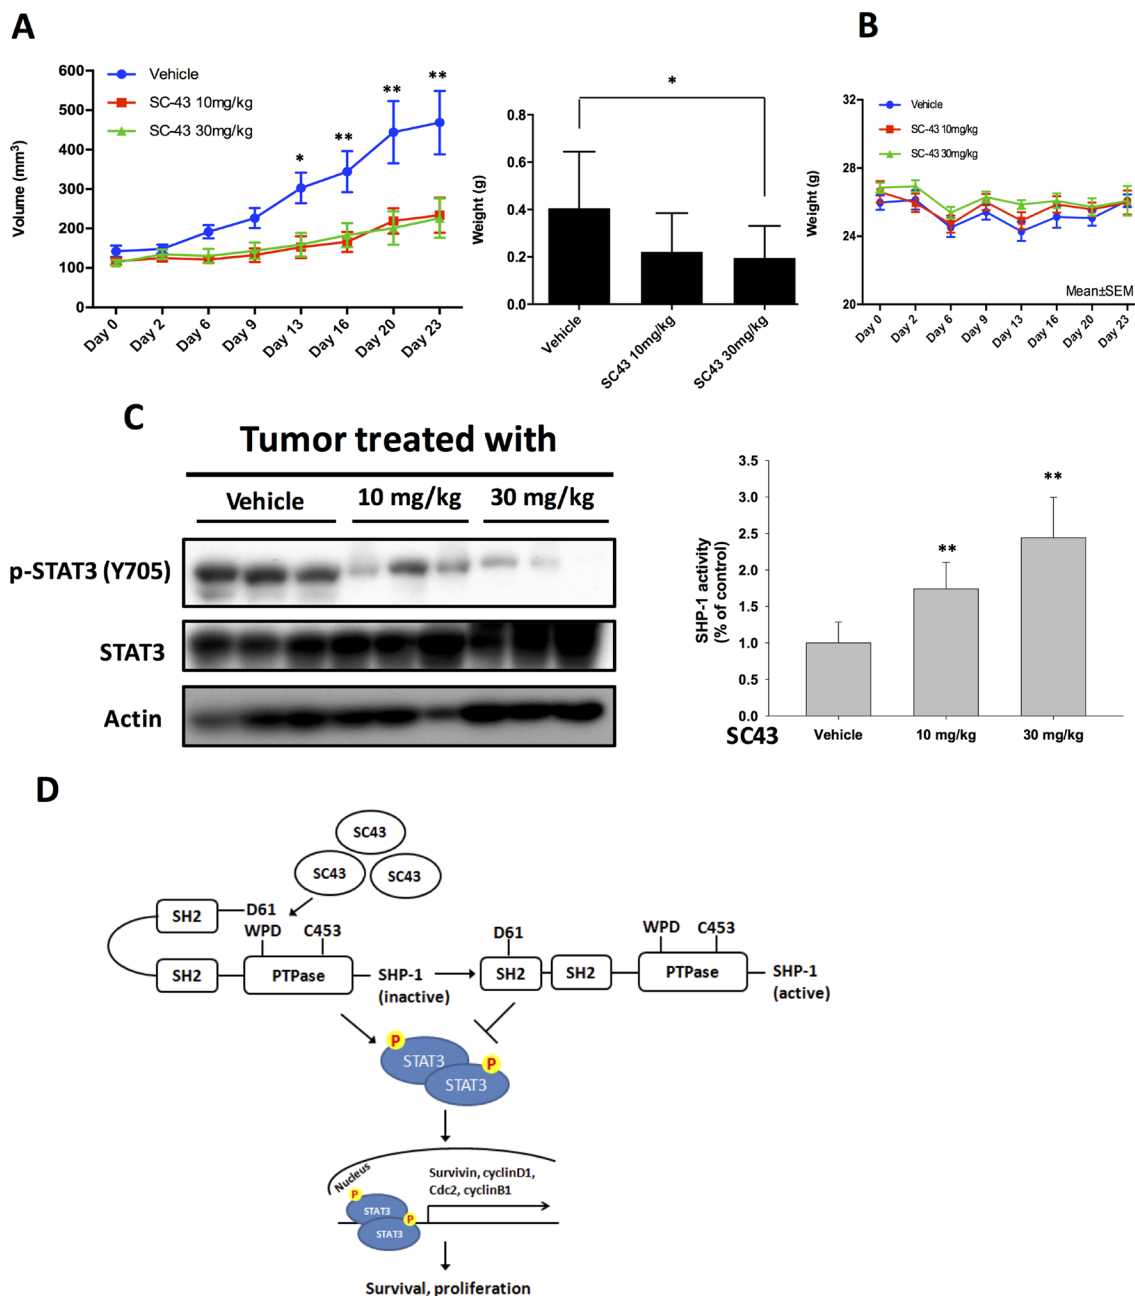 A
B
600
500
400
300
200
100
0
Volume (mm³)
Vehicle
SC-43 10mg/kg
SC-43 30mg/kg
*
**
**
**
Day 0
Day 2
Day 6
Day 9
Day 13
Day 16
Day 20
Day 23
0.8
0.6
0.4
0.2
0.0
Weight (g)
*
Vehicle
SC43 10mg/kg
SC43 30mg/kg
32
28
24
20
Weight (g)
Vehicle
SC-43 10mg/kg
SC-43 30mg/kg
Mean±SEM
Day 0
Day 2
Day 6
Day 9
Day 13
Day 16
Day 20
Day 23
C
Tumor treated with
Vehicle
10 mg/kg
30 mg/kg
p-STAT3 (Y705)
STAT3
Actin
3.5
3.0
2.5
2.0
1.5
1.0
0.5
0.0
SHP-1 activity
(% of control)
**
**
SC43
Vehicle
10 mg/kg
30 mg/kg
D
SC43
SC43
SC43
SH2
D61
WPD
C453
SH2
PTPase
SHP-1
(inactive)
D61
SH2
SH2
WPD
C453
PTPase
SHP-1
(active)
P
STAT3
P
STAT3
Nucleus
Survivin, cyclinD1,
Cdc2, cyclinB1
P
STAT3
P
STAT3
Survival, proliferation